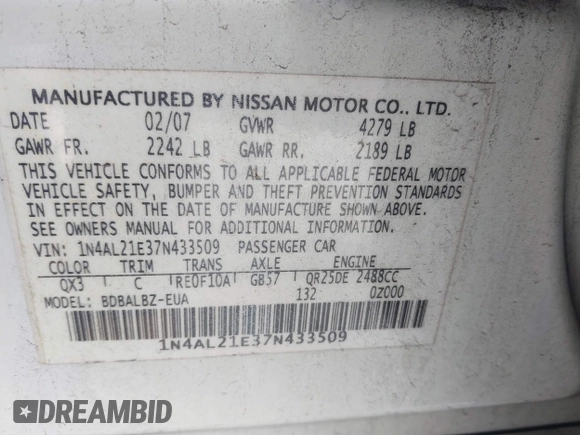 MANUFACTURED BY NISSAN MOTOR CO., LTD.
DATE 02/07 GVWR 4279 LB
GAWR FR. 2242 LB GAWR RR. 2189 LB
THIS VEHICLE CONFORMS TO ALL APPLICABLE FEDERAL MOTOR
VEHICLE SAFETY, BUMPER AND THEFT PREVENTION STANDARDS
IN EFFECT ON THE DATE OF MANUFACTURE SHOWN ABOVE.
SEE OWNERS MANUAL FOR ADDITIONAL INFORMATION.
VIN: 1N4AL21E37N433509 PASSENGER CAR
COLOR TRIM TRANS AXLE ENGINE
QX3 C RE0F10A GB57 QR25DE 2488CC
MODEL: BDBALBZ-EUA 132 0Z000
1N4AL21E37N433509
DREAMBID